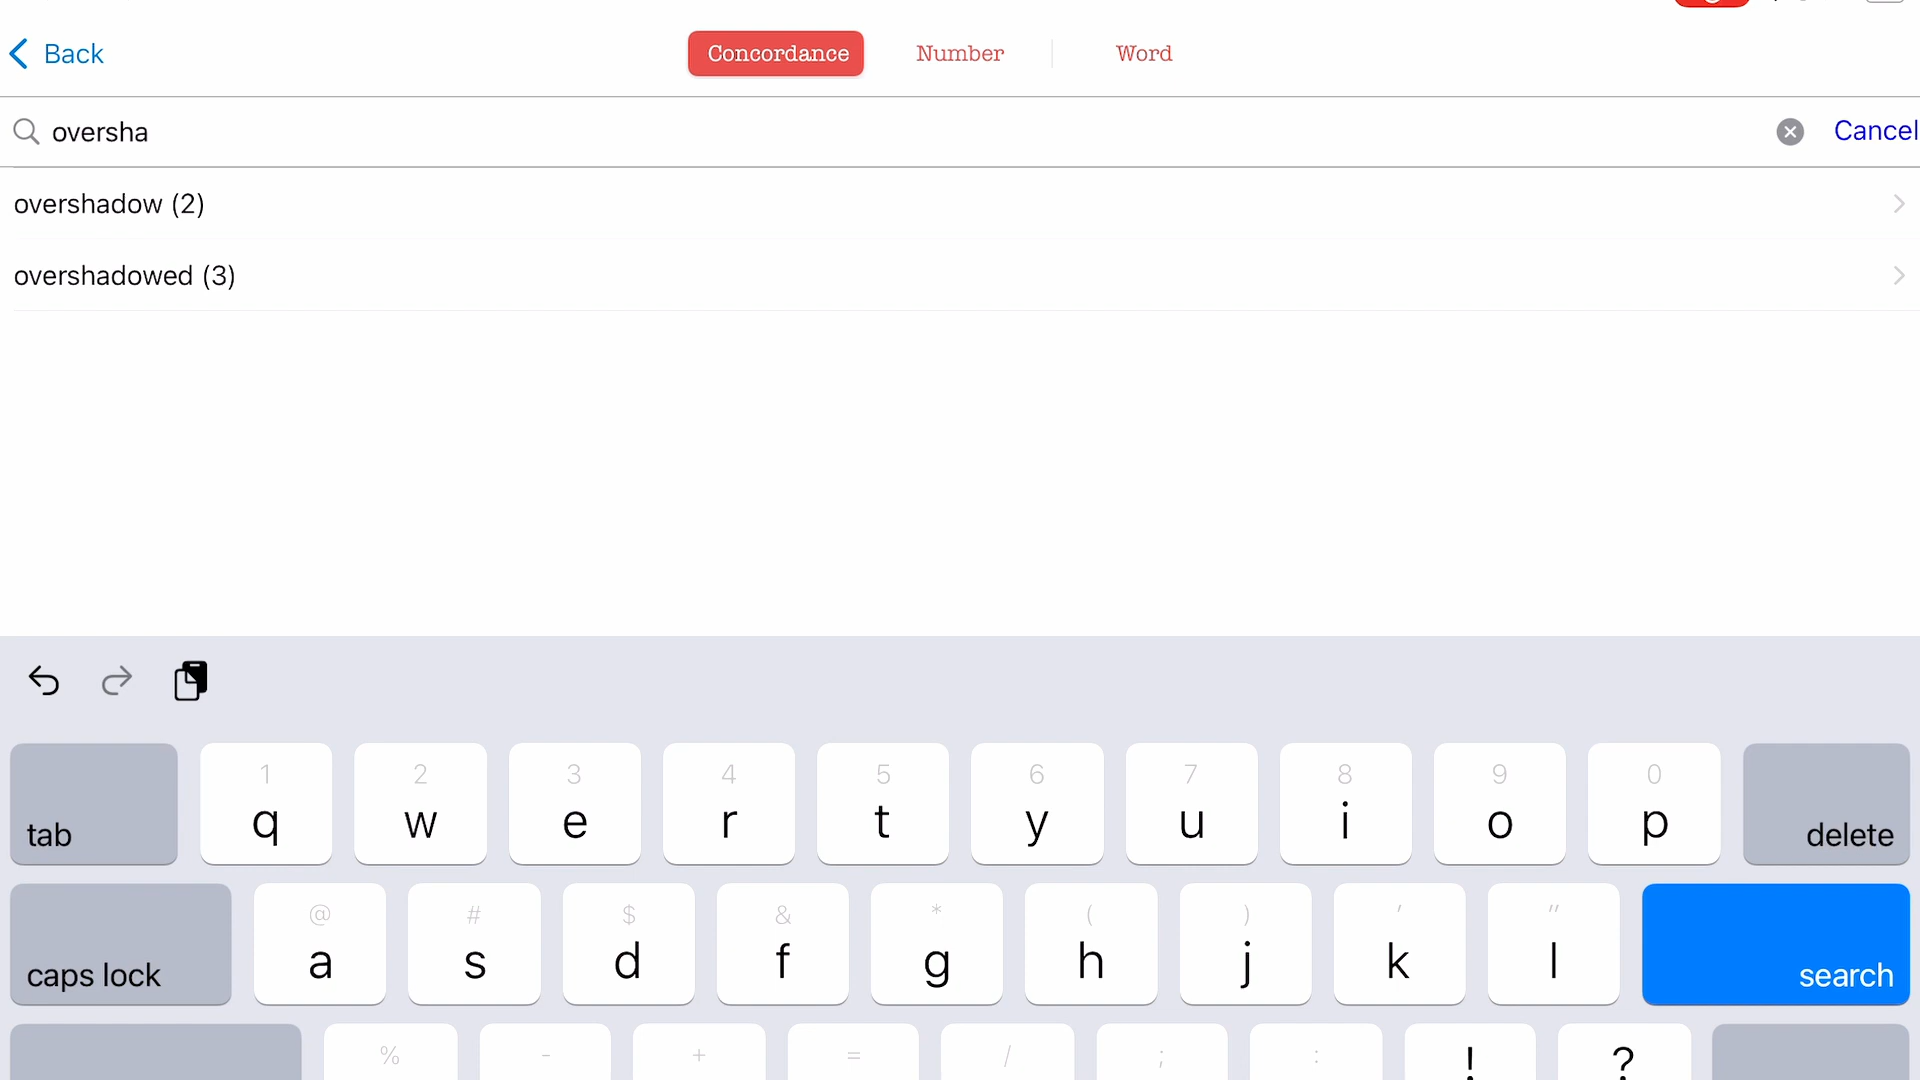 Back
Concordance Number Word
oversha
Cancel
overshadow (2)
overshadowed (3)
1 2 3 4 5 6 7 8 9 0
tab q w e r t y u i o p delete
@ # $ & * ( ) ' "
caps lock a s d f g h j k l search
% - + = / ; : ! ?